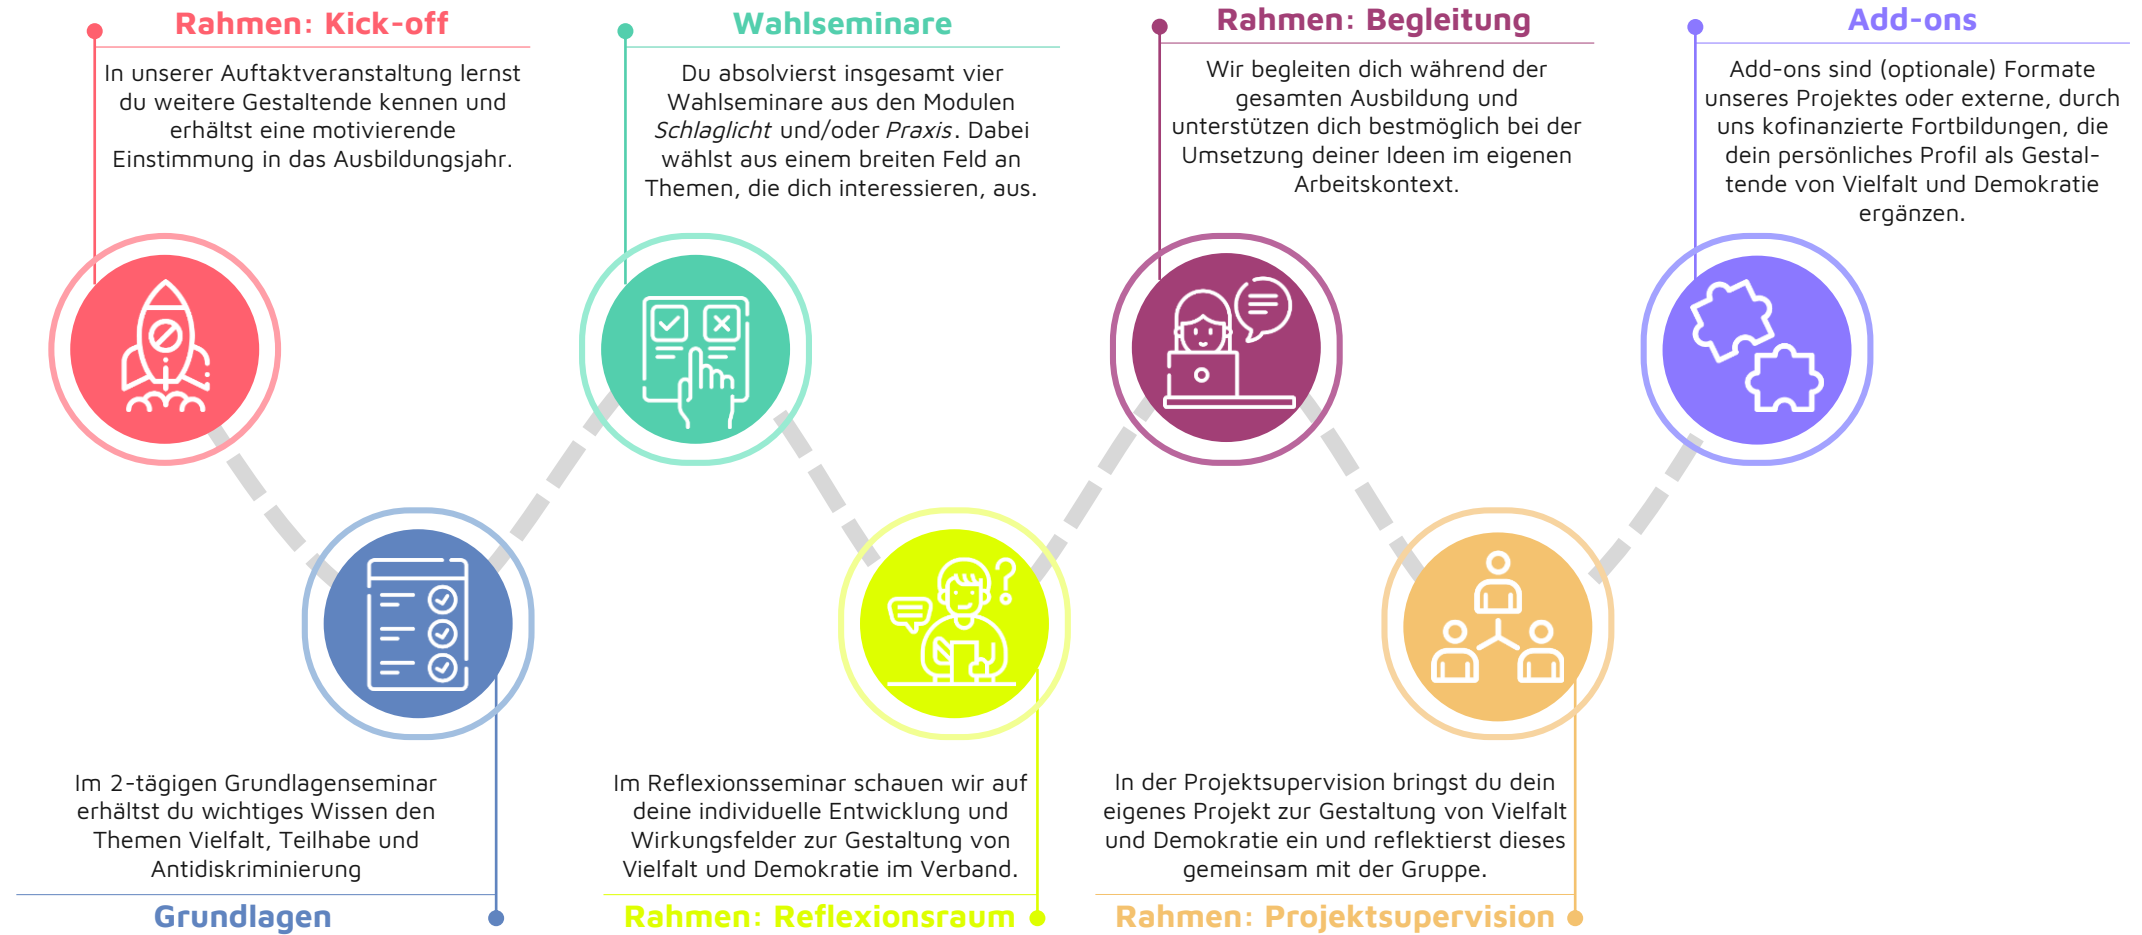 Rahmen: Kick-off
In unserer Auftaktveranstaltung lernst
du weitere Gestaltende kennen und
erhältst eine motivierende
Einstimmung in das Ausbildungsjahr.
Wahlseminare
Du absolvierst insgesamt vier
Wahlseminare aus den Modulen
Schlaglicht und/oder Praxis. Dabei
wählst aus einem breiten Feld an
Themen, die dich interessieren, aus.
Rahmen: Begleitung
Wir begleiten dich während der
gesamten Ausbildung und
unterstützen dich bestmöglich bei der
Umsetzung deiner Ideen im eigenen
Arbeitskontext.
Add-ons
Add-ons sind (optionale) Formate
unseres Projektes oder externe, durch
uns kofinanzierte Fortbildungen, die
dein persönliches Profil als Gestal-
tende von Vielfalt und Demokratie
ergänzen.
Im 2-tägigen Grundlagenseminar
erhältst du wichtiges Wissen den
Themen Vielfalt, Teilhabe und
Antidiskriminierung
Grundlagen
Im Reflexionsseminar schauen wir auf
deine individuelle Entwicklung und
Wirkungsfelder zur Gestaltung von
Vielfalt und Demokratie im Verband.
Rahmen: Reflexionsraum
In der Projektsupervision bringst du dein
eigenes Projekt zur Gestaltung von Vielfalt
und Demokratie ein und reflektierst dieses
gemeinsam mit der Gruppe.
Rahmen: Projektsupervision